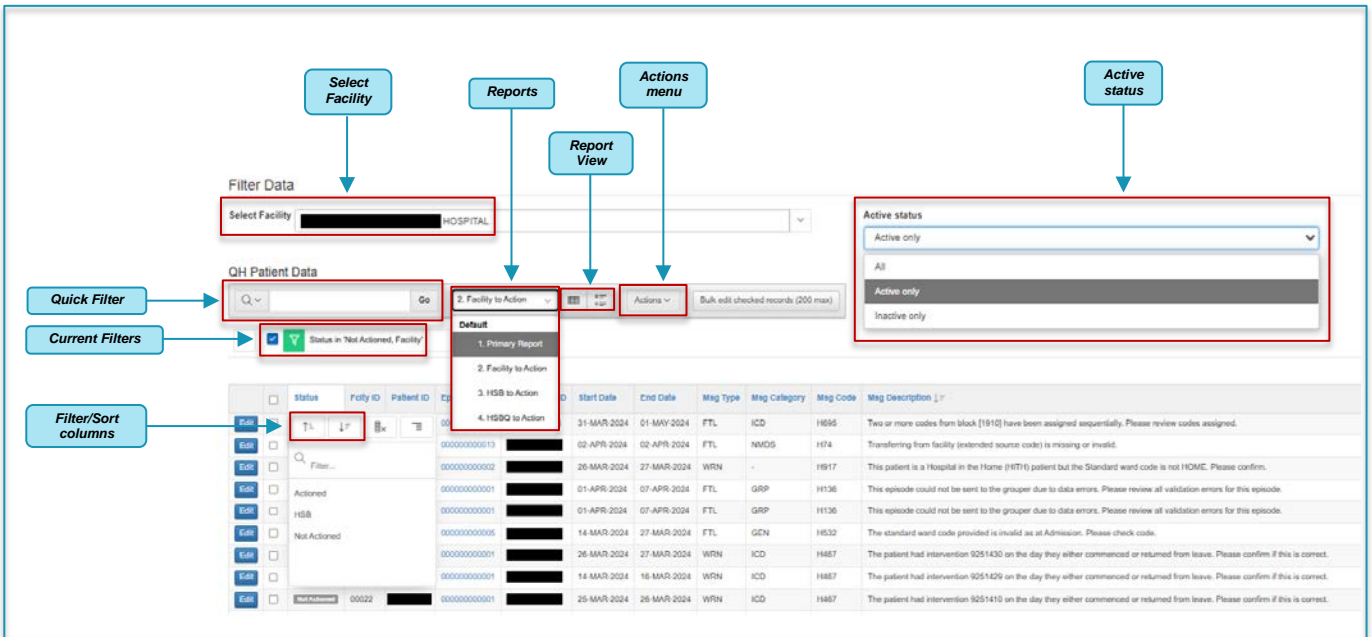 Select
Facility
Reports
Actions
menu
Active
status
Report
View
Filter Data
Select Facility
HOSPITAL
Active status
Active only
All
Active only
Inactive only
QH Patient Data
Quick Filter
Go
2. Facility to Action
Actions
Bulk edit checked records (200 max)
Default
1. Primary Report
2. Facility to Action
3. HSB to Action
4. HSBQ to Action
Current Filters
Status in 'Not Actioned, Facility'
Filter/Sort
columns
Status Fclty ID Patient ID Ep D Start Date End Date Msg Type Msg Category Msg Code Msg Description
Edit 00 31-MAR-2024 01-MAY-2024 FTL ICD H695 Two or more codes from block [1910] have been assigned sequentially. Please review codes assigned.
Edit 000000000013 02-APR-2024 02-APR-2024 FTL NMDS H74 Transferring from facility (extended source code) is missing or invalid.
Filter...
Edit 000000000002 26-MAR-2024 27-MAR-2024 WRN - H917 This patient is a Hospital in the Home (HITH) patient but the Standard ward code is not HOME. Please confirm.
Edit Actioned 000000000001 01-APR-2024 07-APR-2024 FTL GRP H136 This episode could not be sent to the grouper due to data errors. Please review all validation errors for this episode.
Edit HSB 000000000001 01-APR-2024 07-APR-2024 FTL GRP H136 This episode could not be sent to the grouper due to data errors. Please review all validation errors for this episode.
Edit Not Actioned 000000000005 14-MAR-2024 27-MAR-2024 FTL GEN H532 The standard ward code provided is invalid as at Admission. Please check code.
Edit 000000000001 26-MAR-2024 27-MAR-2024 WRN ICD H467 The patient had intervention 9251430 on the day they either commenced or returned from leave. Please confirm if this is correct.
Edit 000000000001 14-MAR-2024 16-MAR-2024 WRN ICD H467 The patient had intervention 9251429 on the day they either commenced or returned from leave. Please confirm if this is correct.
Edit Not Actioned 00022 000000000001 25-MAR-2024 26-MAR-2024 WRN ICD H467 The patient had intervention 9251410 on the day they either commenced or returned from leave. Please confirm if this is correct.